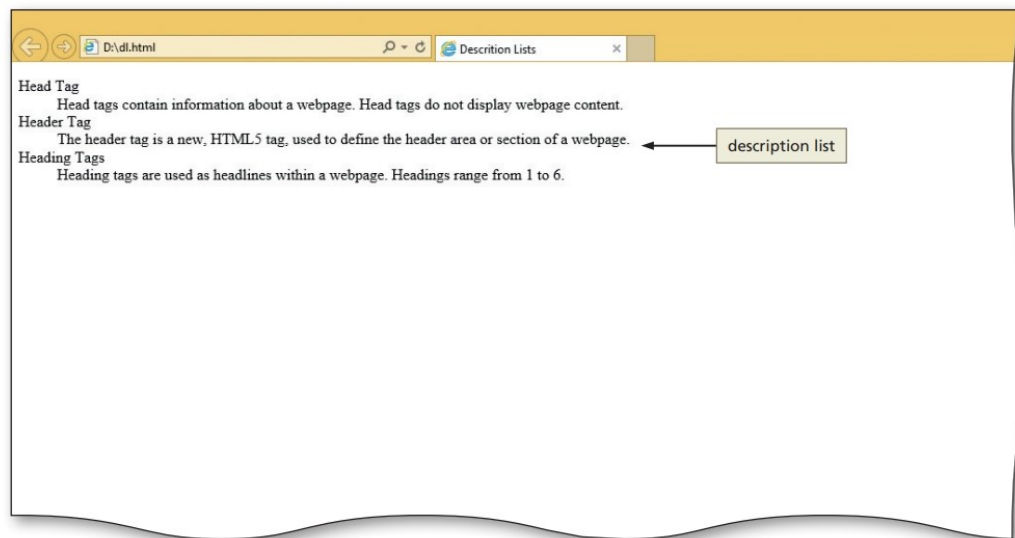 D:\dl.html
Descrition Lists
Head Tag
Head tags contain information about a webpage. Head tags do not display webpage content.
Header Tag
The header tag is a new, HTML5 tag, used to define the header area or section of a webpage.
description list
Heading Tags
Heading tags are used as headlines within a webpage. Headings range from 1 to 6.